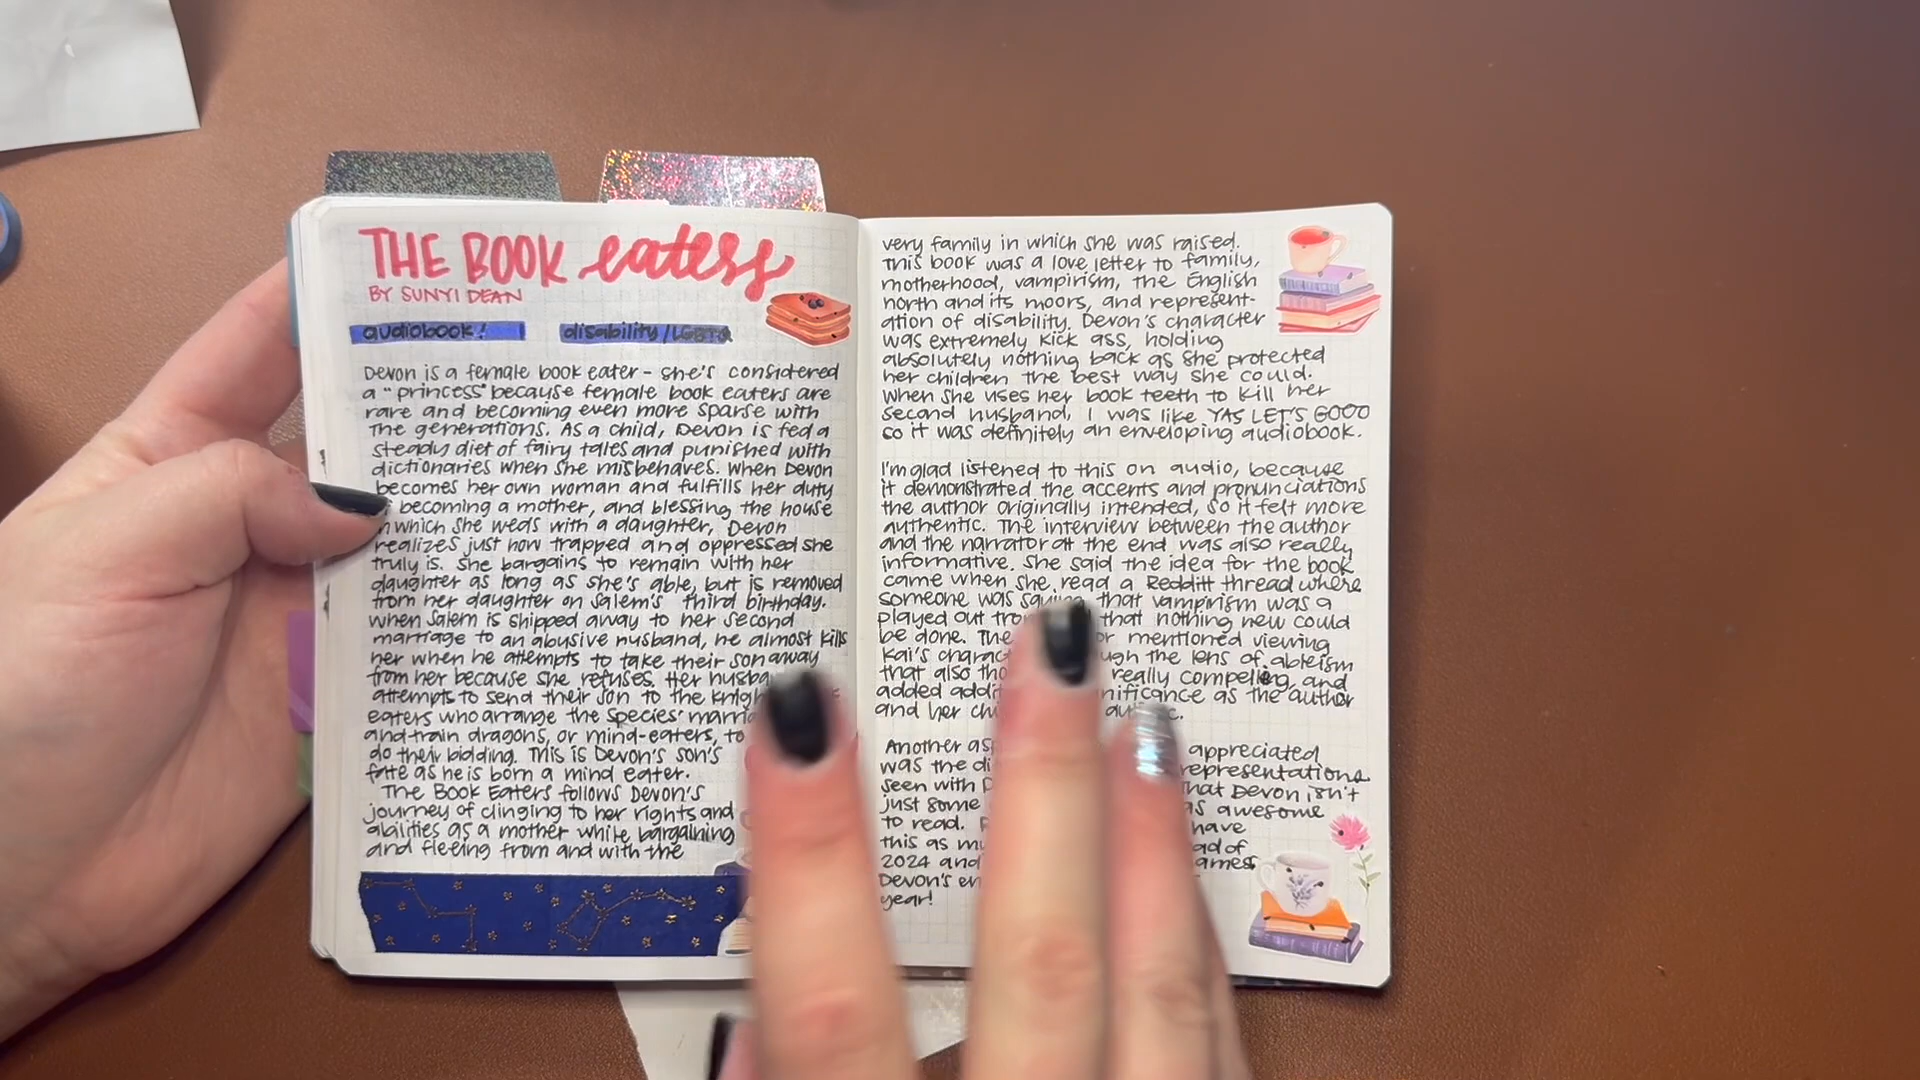 THE BOOK eaters
BY SUNYI DEAN
audiobook! disability/LGBTQ
Devon is a female book eater - she's considered
a "princess" because female book eaters are
rare and becoming even more sparse with
the generations. As a child, Devon is fed a
steady diet of fairy tales and punished with
dictionaries when she misbehaves. When Devon
becomes her own woman and fulfills her duty
becoming a mother, and blessing the house
which she weds with a daughter, Devon
realizes just how trapped and oppressed she
truly is. She bargains to remain with her
daughter as long as she's able, but is removed
from her daughter on Salem's third birthday.
When Salem is shipped away to her second
marriage to an abusive husband, he almost kills
her when he attempts to take their son away
from her because she refuses. Her
attempts to send their son to the
eaters who arrange the species'
and train dragons, or mind-eaters, to
do their bidding. This is Devon's son's
fate as he is born a mind eater.
The Book Eaters follows Devon's
journey of clinging to her rights and
abilities as a mother while bargaining
and fleeing from and with the
very family in which she was raised.
This book was a love letter to family,
motherhood, vampirism, the English
north and its moors, and represent-
ation of disability. Devon's character
was extremely kick ass, holding
absolutely nothing back as she protected
her children the best way she could.
When she uses her book teeth to kill her
second husband, I was like YAS LET'S GOOO
so it was definitely an enveloping audiobook.
I'm glad listened to this on audio, because
it demonstrated the accents and pronunciations
the author originally intended, so it felt more
authentic. The interview between the author
and the narrator at the end was also really
informative. She said the idea for the book
came when she read a Redditt thread where
someone was saying that vampirism was a
played out that nothing new could
be done. The mentioned viewing
Kai's the lens of ableism
that also really compelling, and
added as the author
and her
Another appreciated
was the representations
seen with that Devon isn't
just some as awesome
to read. have
this as of
2024 and
Devon's
year!